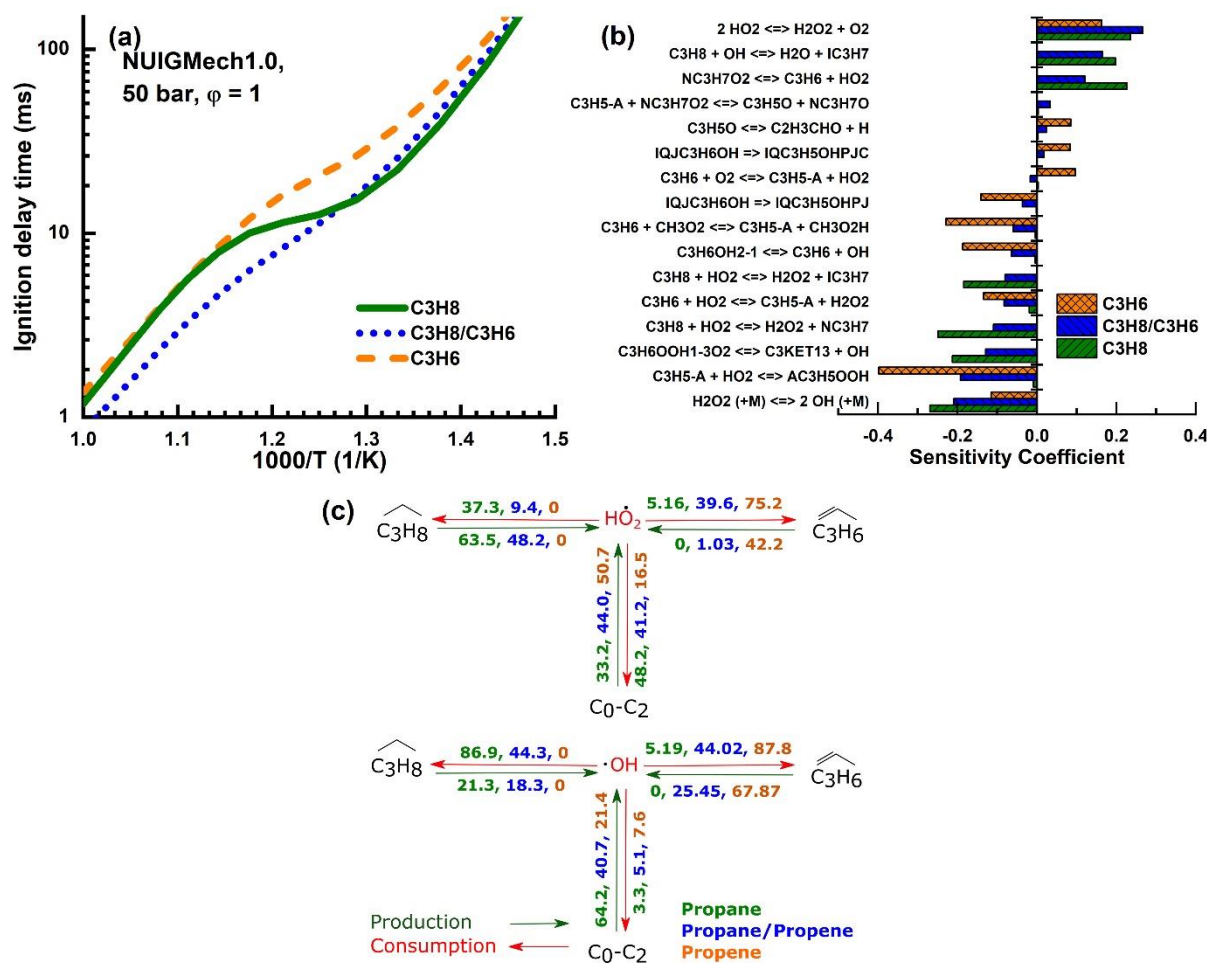 (a)
NUIGMech1.0,
50 bar, φ = 1
Ignition delay time (ms)
100
10
1
C3H8
C3H8/C3H6
C3H6
1.0 1.1 1.2 1.3 1.4 1.5
1000/T (1/K)
(b)
2 HO2 <=> H2O2 + O2
C3H8 + OH <=> H2O + IC3H7
NC3H7O2 <=> C3H6 + HO2
C3H5-A + NC3H7O2 <=> C3H5O + NC3H7O
C3H5O <=> C2H3CHO + H
IQJC3H6OH => IQC3H5OHPJC
C3H6 + O2 <=> C3H5-A + HO2
IQJC3H6OH => IQC3H5OHPJ
C3H6 + CH3O2 <=> C3H5-A + CH3O2H
C3H6OH2-1 <=> C3H6 + OH
C3H8 + HO2 <=> H2O2 + IC3H7
C3H6 + HO2 <=> C3H5-A + H2O2
C3H8 + HO2 <=> H2O2 + NC3H7
C3H6OOH1-3O2 <=> C3KET13 + OH
C3H5-A + HO2 <=> AC3H5OOH
H2O2 (+M) <=> 2 OH (+M)
C3H6
C3H8/C3H6
C3H8
-0.4 -0.2 0.0 0.2 0.4
Sensitivity Coefficient
(c)
37.3, 9.4, 0
HȮ2
5.16, 39.6, 75.2
C3H8
63.5, 48.2, 0
0, 1.03, 42.2
C3H6
33.2, 44.0, 50.7
48.2, 41.2, 16.5
C0-C2
86.9, 44.3, 0
·OH
5.19, 44.02, 87.8
C3H8
21.3, 18.3, 0
0, 25.45, 67.87
C3H6
64.2, 40.7, 21.4
3.3, 5.1, 7.6
C0-C2
Production
Consumption
Propane
Propane/Propene
Propene